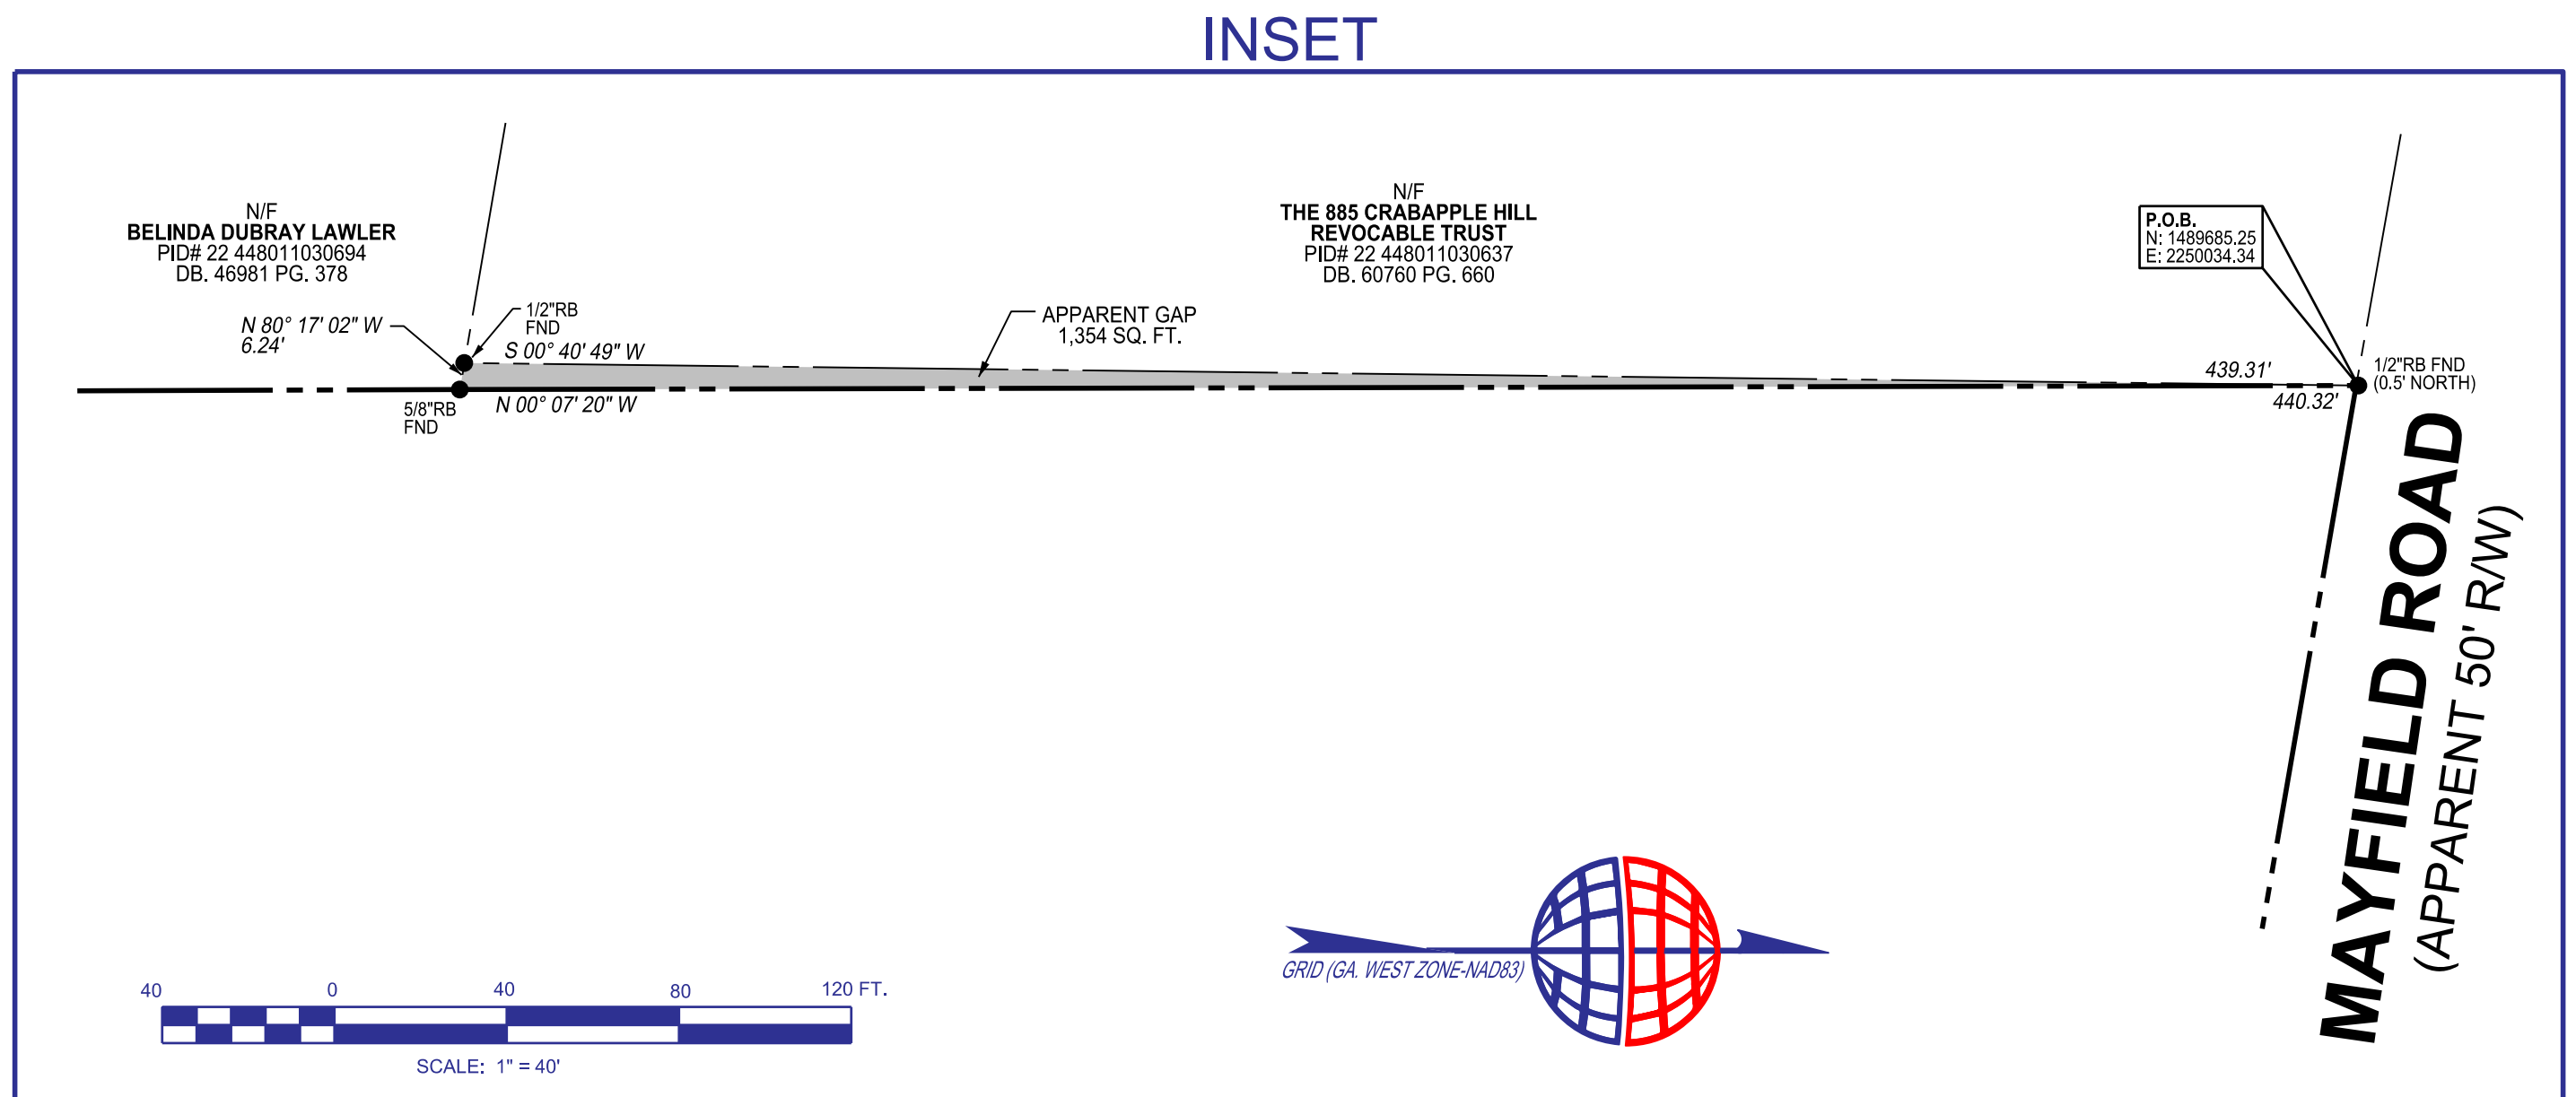 INSET
N/F
BELINDA DUBRAY LAWLER
PID# 22 448011030694
DB. 46981 PG. 378
N/F
THE 885 CRABAPPLE HILL
REVOCABLE TRUST
PID# 22 448011030637
DB. 60760 PG. 660
P.O.B.
N: 1489685.25
E: 2250034.34
N 80° 17' 02" W
6.24'
1/2"RB
FND
S 00° 40' 49" W
APPARENT GAP
1,354 SQ. FT.
439.31'
1/2"RB FND
(0.5' NORTH)
5/8"RB
FND
N 00° 07' 20" W
440.32'
MAYFIELD ROAD
(APPARENT 50' R/W)
GRID (GA. WEST ZONE-NAD83)
40 0 40 80 120 FT.
SCALE: 1" = 40'